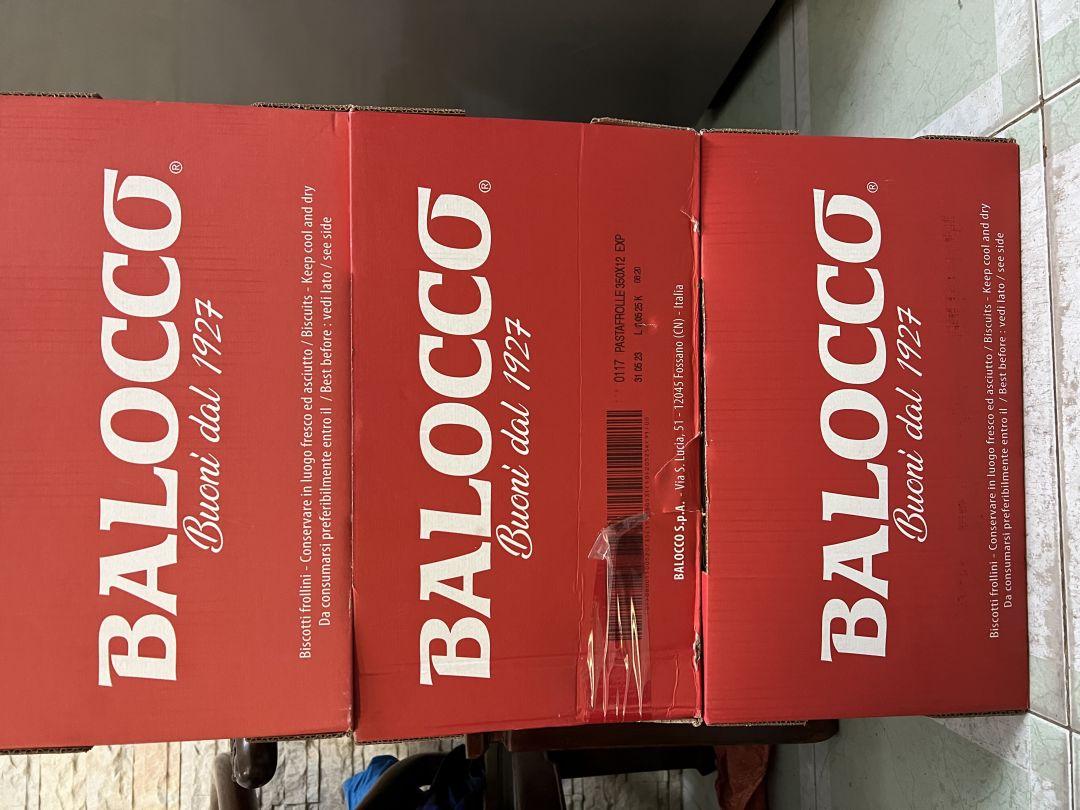 BALOCCO®
Buoni dal 1927
Biscotti frollini - Conservare in luogo fresco ed asciutto / Biscuits - Keep cool and dry
Da consumarsi preferibilmente entro il / Best before : vedi lato / see side
BALOCCO®
Buoni dal 1927
0117 PASTAFROLLE 350X12 EXP
31 05 23 06:20
BALOCCO S.p.A. - Via S. Lucia, 51 - 12045 Fossano (CN) - Italia
BALOCCO®
Buoni dal 1927
Biscotti frollini - Conservare in luogo fresco ed asciutto / Biscuits - Keep cool and dry
Da consumarsi preferibilmente entro il / Best before : vedi lato / see side